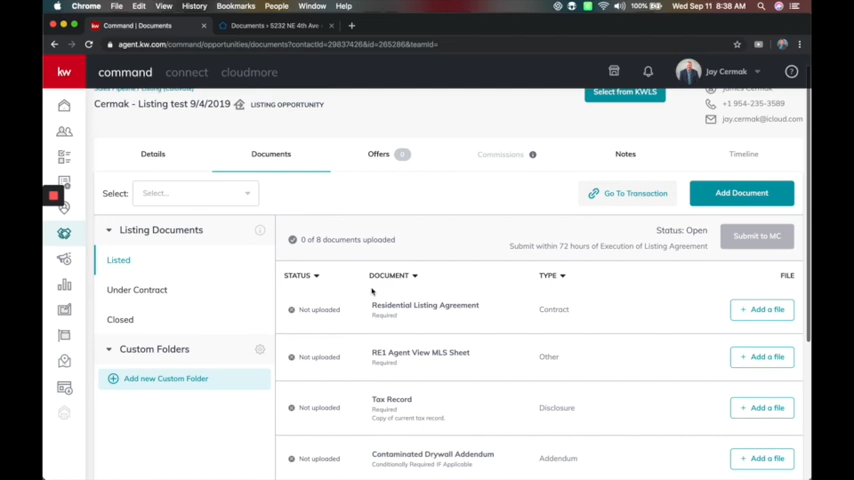 Chrome File Edit View History Bookmarks People Window Help
100% Wed Sep 11 8:38 AM
Command | Documents
Documents › 5232 NE 4th Ave
agent.kw.com/command/opportunities/documents?contactId=29837426&id=265286&teamId=
kw command connect cloudmore
Jay Cermak
Cermak - Listing test 9/4/2019 LISTING OPPORTUNITY
Select from KWLS
James Cermak
+1 954-235-3589
jay.cermak@icloud.com
Details Documents Offers 0 Commissions Notes Timeline
Select: Select...
Go To Transaction
Add Document
Listing Documents
Listed
Under Contract
Closed
Custom Folders
Add new Custom Folder
0 of 8 documents uploaded
Status: Open
Submit within 72 hours of Execution of Listing Agreement
Submit to MC
STATUS DOCUMENT TYPE FILE
Not uploaded Residential Listing Agreement Contract + Add a file
Required
Not uploaded RE1 Agent View MLS Sheet Other + Add a file
Required
Not uploaded Tax Record Disclosure + Add a file
Required
Copy of current tax record.
Not uploaded Contaminated Drywall Addendum Addendum + Add a file
Conditionally Required IF Applicable